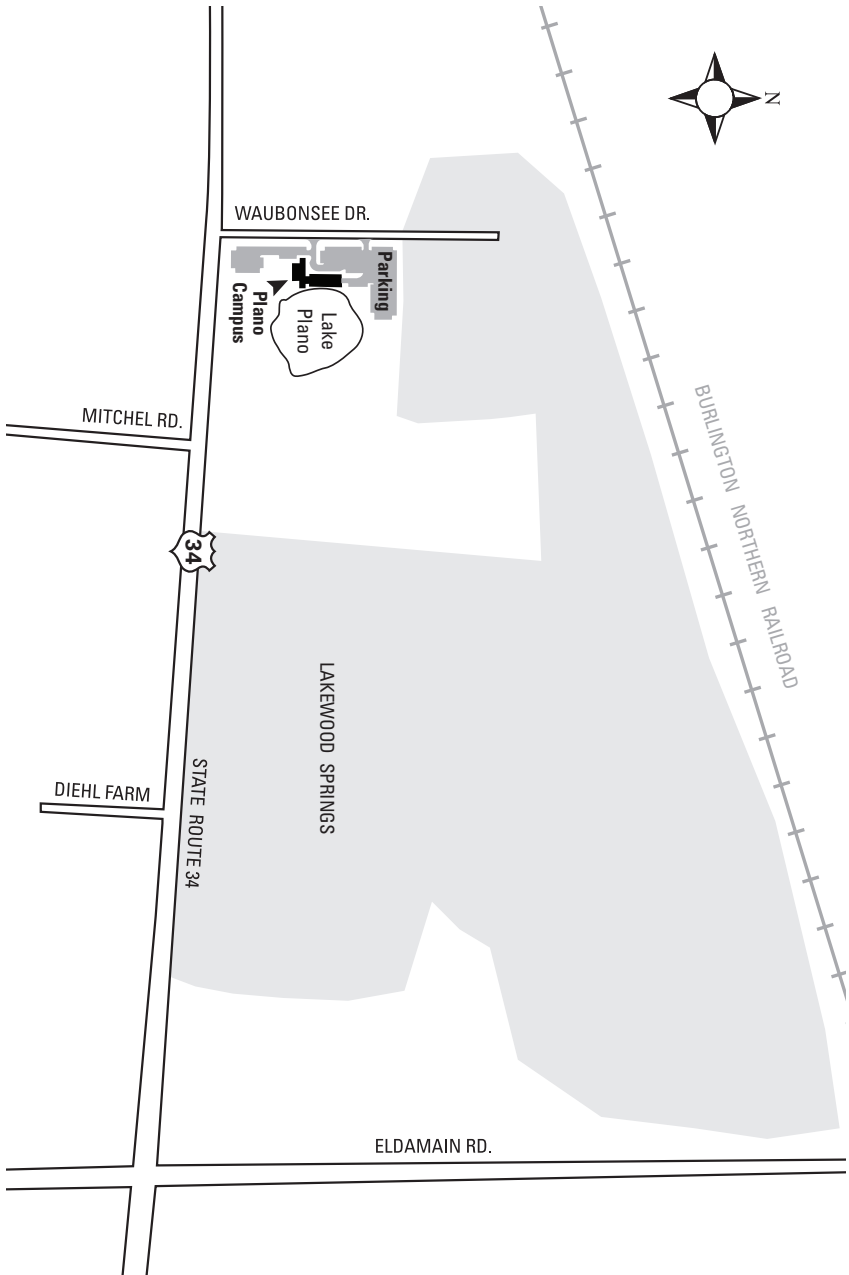 N
WAUBONSEE DR.
Parking
Plano
Campus
Lake
Plano
MITCHEL RD.
BURLINGTON NORTHERN RAILROAD
34
LAKEWOOD SPRINGS
STATE ROUTE 34
DIEHL FARM
ELDAMAIN RD.